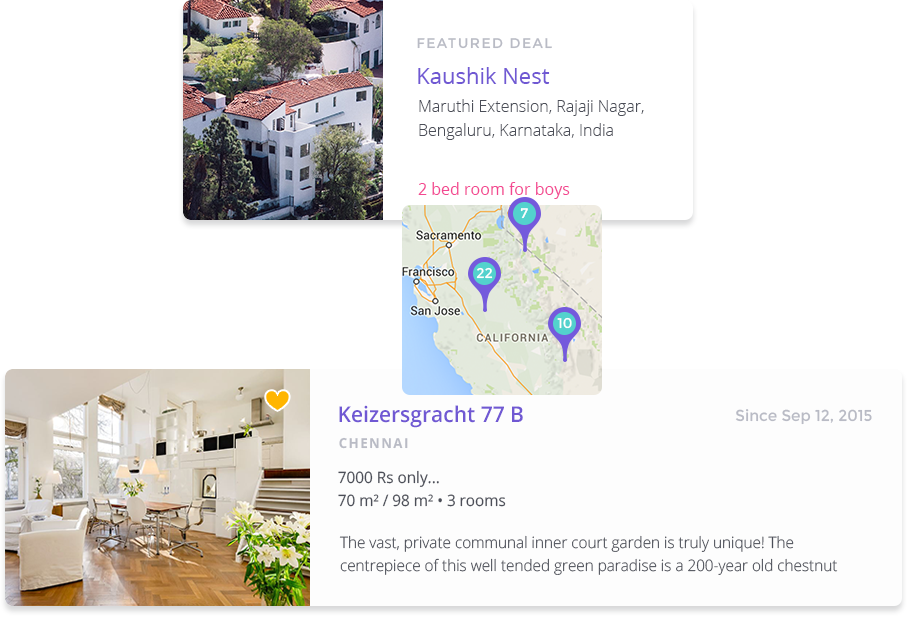 FEATURED DEAL
Kaushik Nest
Maruthi Extension, Rajaji Nagar,
Bengaluru, Karnataka, India
2 bed room for boys
7
Sacramento
Francisco
22
San Jose
10
CALIFORNIA
Keizersgracht 77 B
Since Sep 12, 2015
CHENNAI
7000 Rs only...
70 m² / 98 m² • 3 rooms
The vast, private communal inner court garden is truly unique! The
centrepiece of this well tended green paradise is a 200-year old chestnut